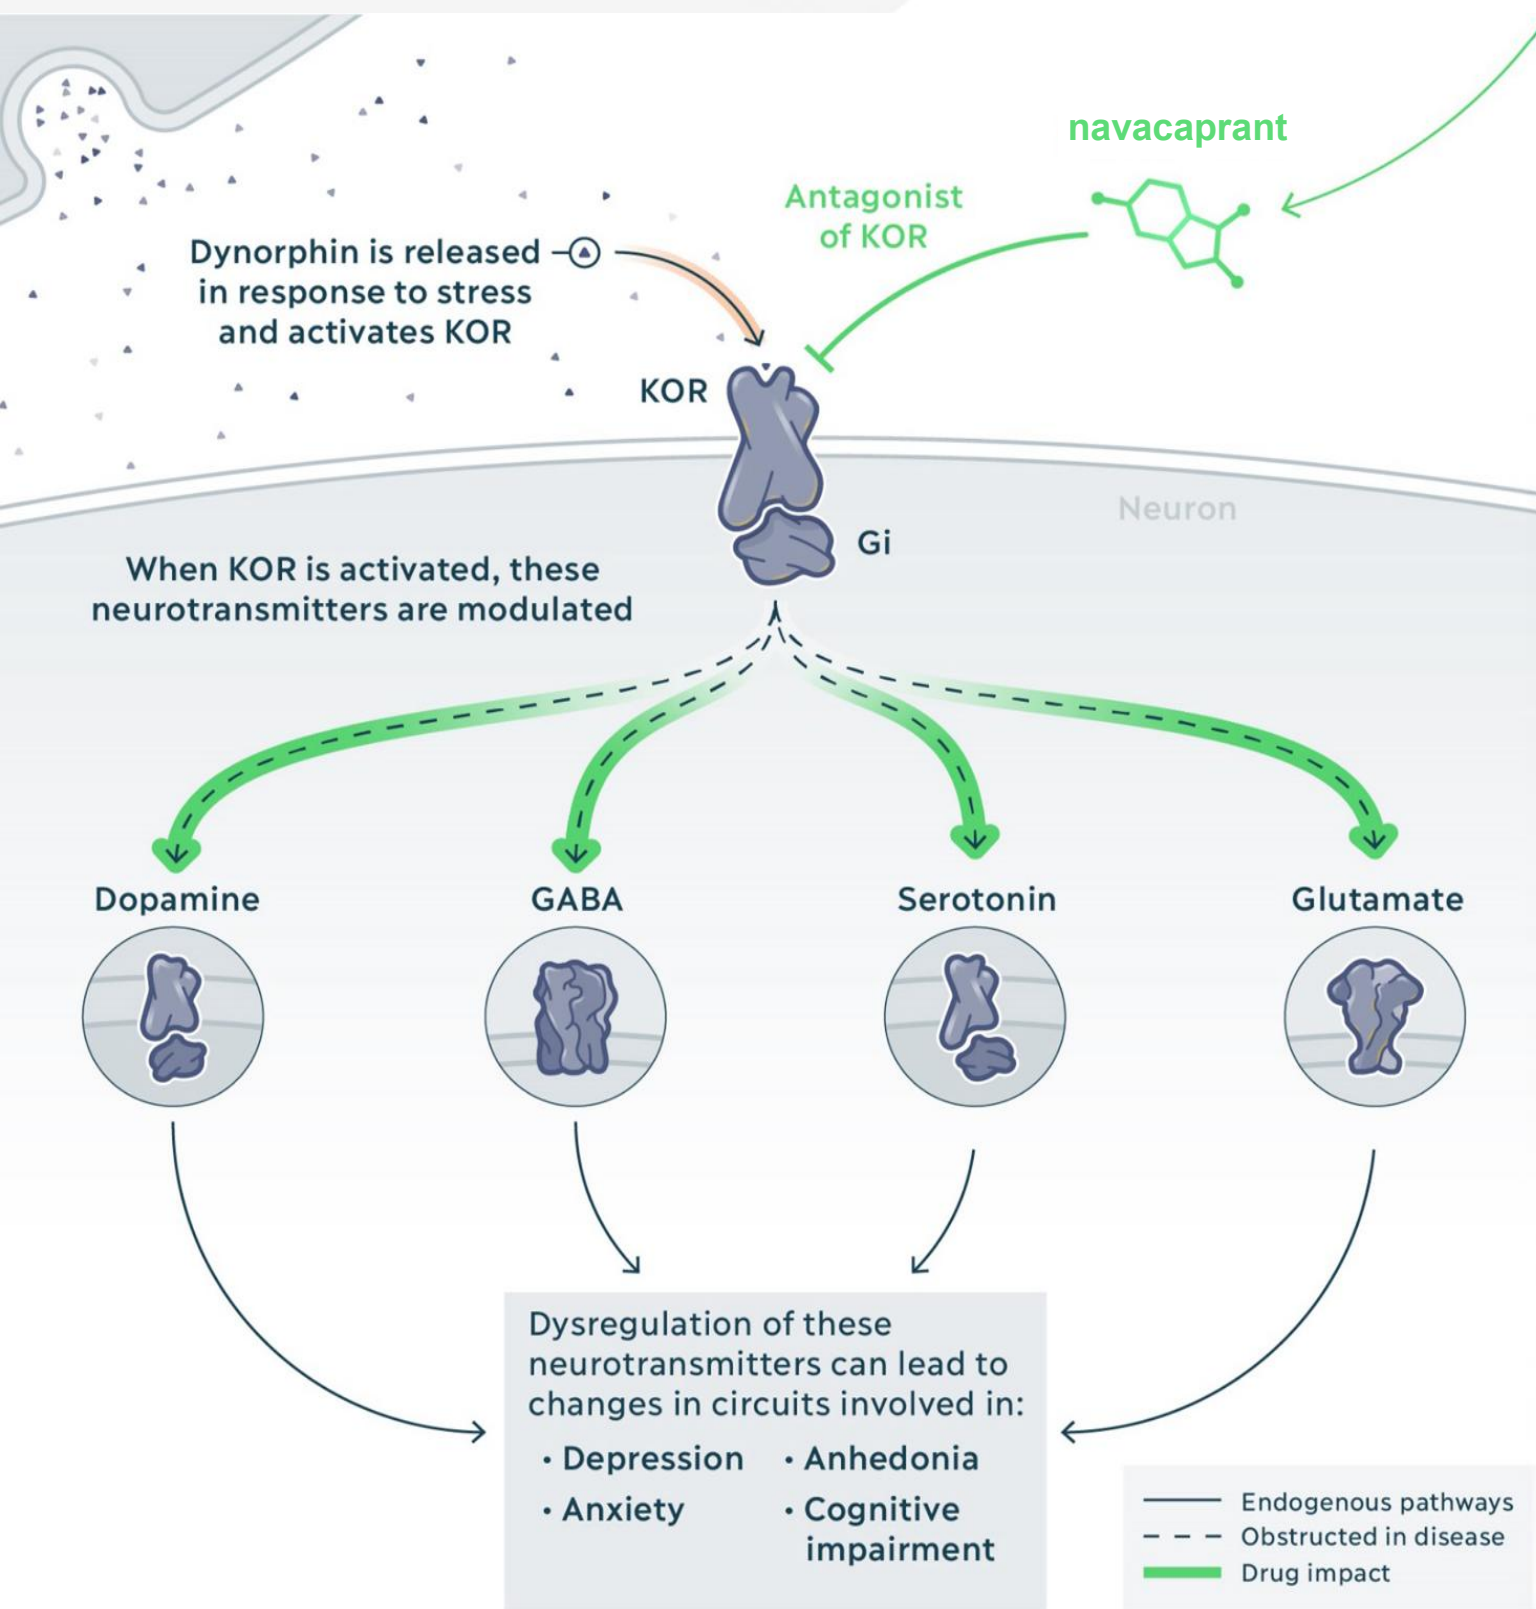 navacaprant
Antagonist
of KOR
Dynorphin is released
in response to stress
and activates KOR
KOR
Neuron
Gi
When KOR is activated, these
neurotransmitters are modulated
Dopamine
GABA
Serotonin
Glutamate
Dysregulation of these
neurotransmitters can lead to
changes in circuits involved in:
• Depression
• Anxiety
• Anhedonia
• Cognitive
impairment
Endogenous pathways
Obstructed in disease
Drug impact